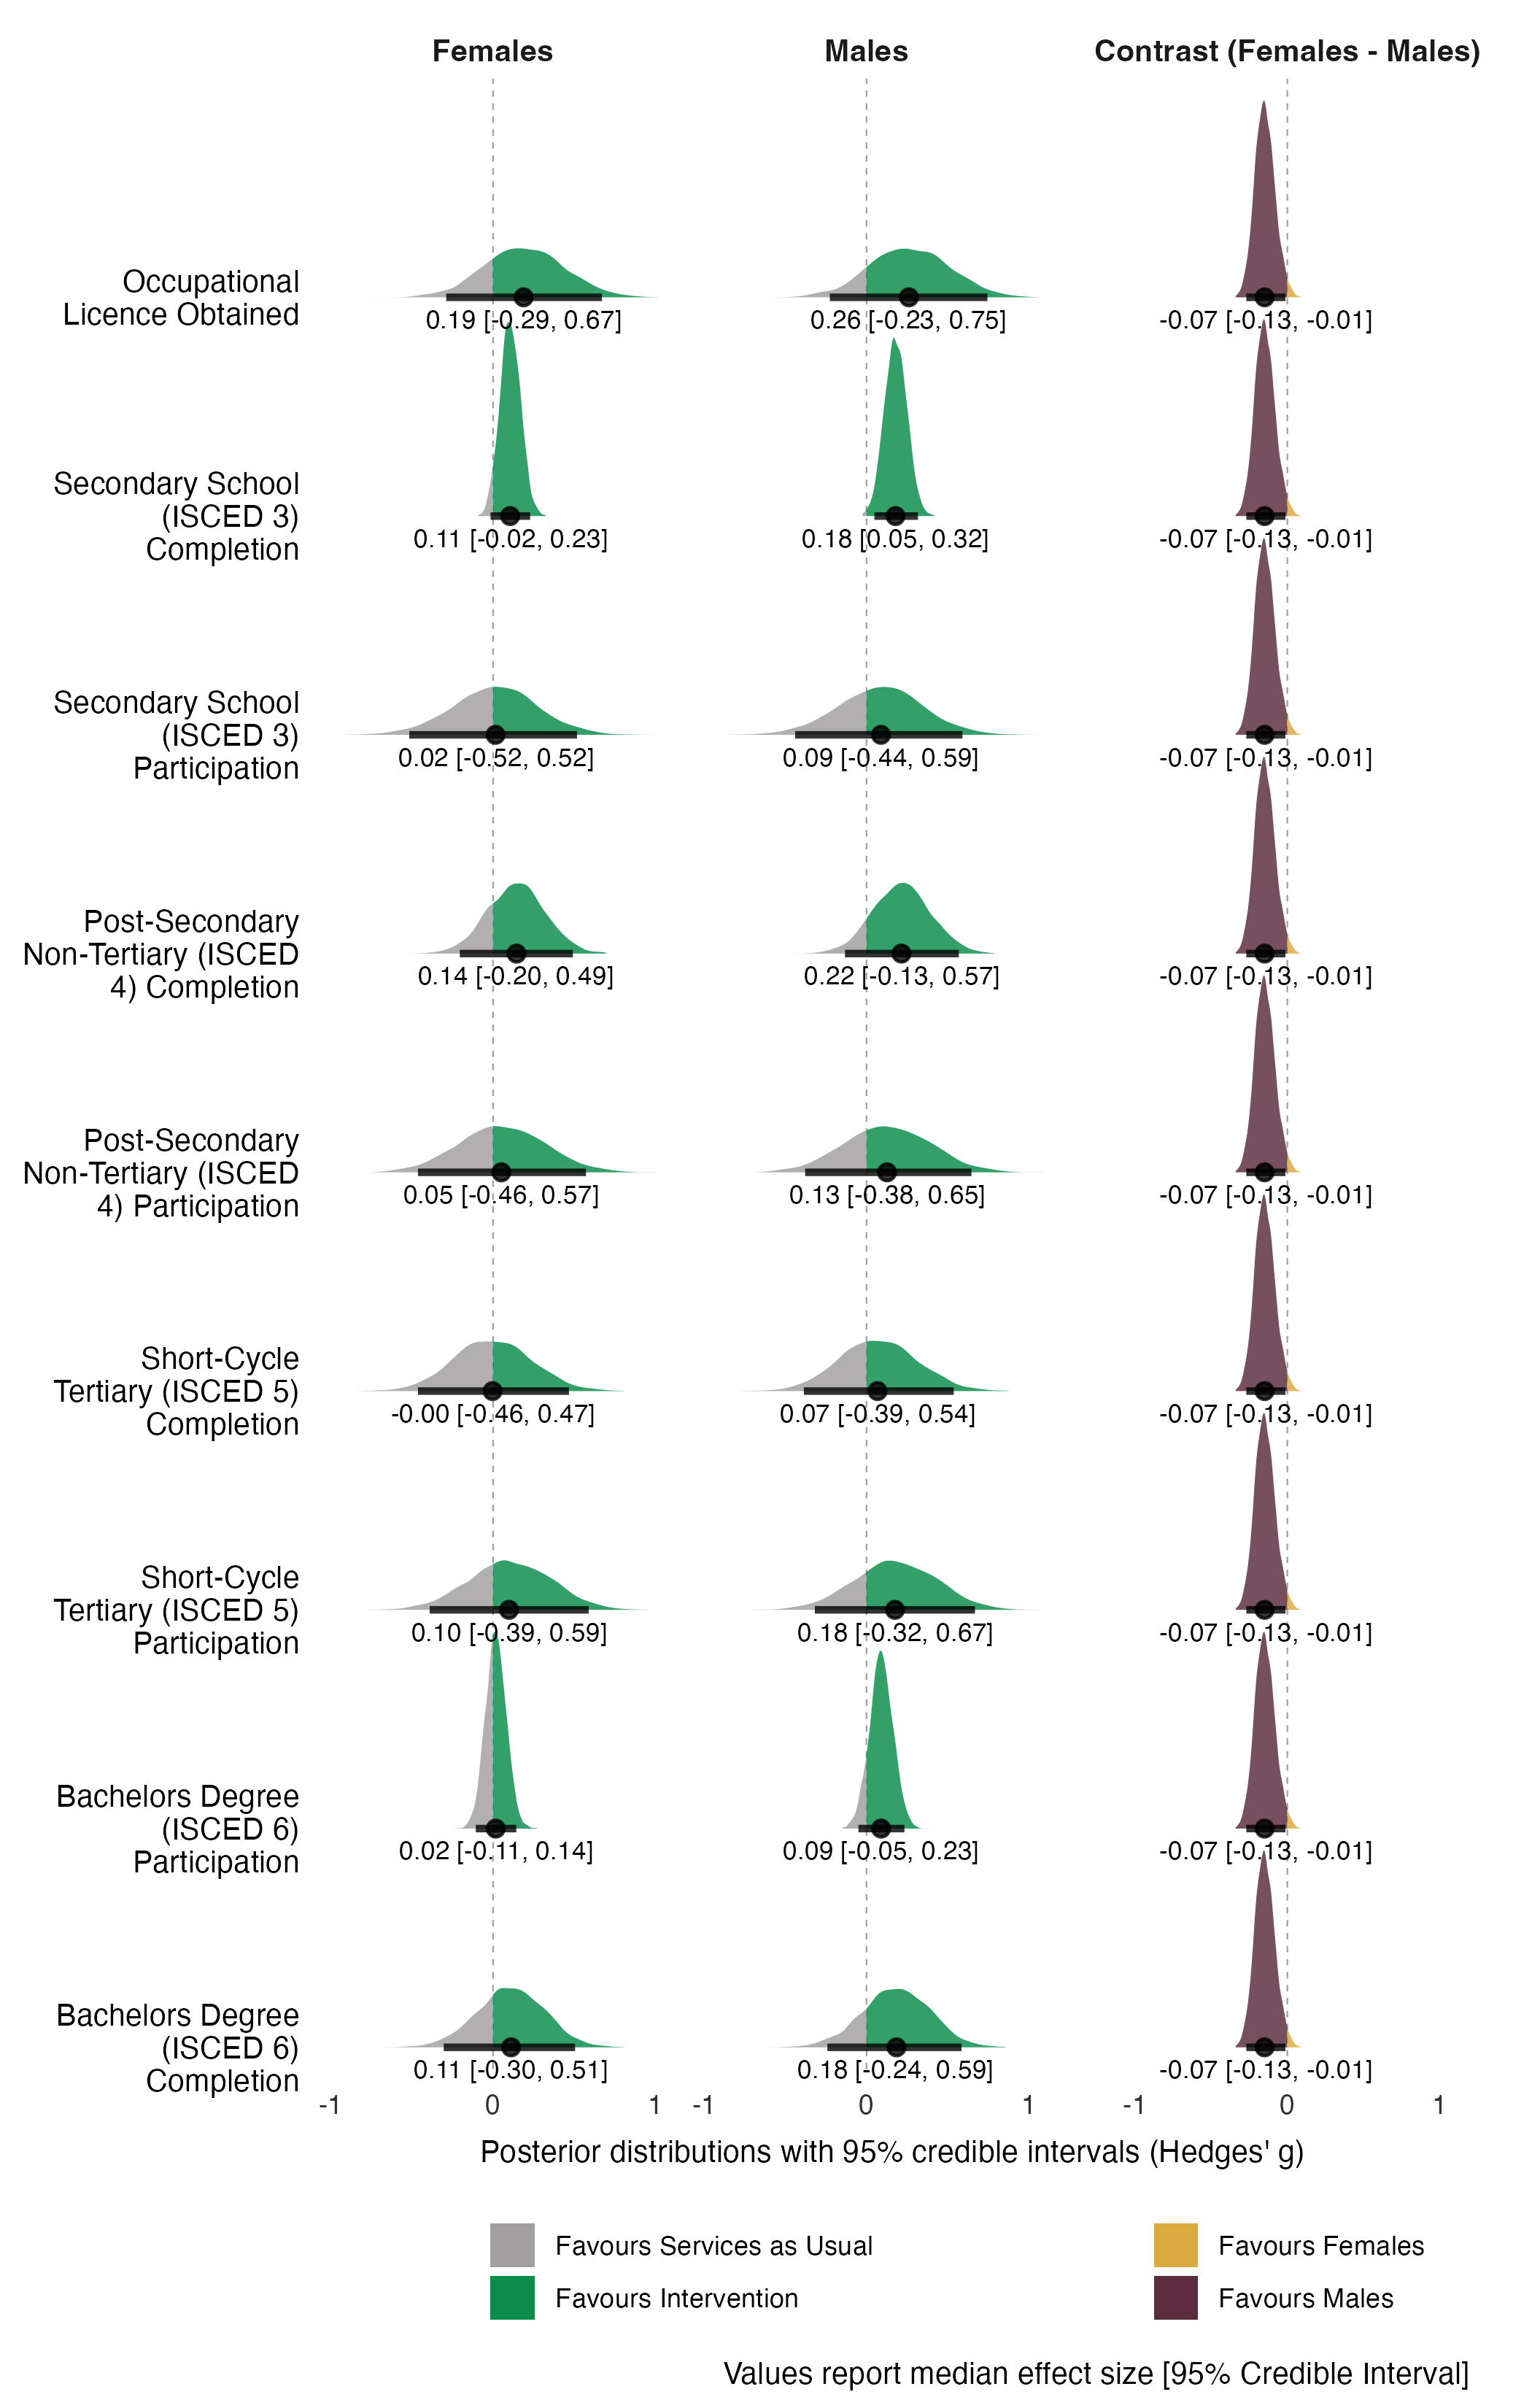 Females Males Contrast (Females - Males)
Occupational
Licence Obtained
0.19 [-0.29, 0.67] 0.26 [-0.23, 0.75] -0.07 [-0.13, -0.01]
Secondary School
(ISCED 3)
Completion
0.11 [-0.02, 0.23] 0.18 [0.05, 0.32] -0.07 [-0.13, -0.01]
Secondary School
(ISCED 3)
Participation
0.02 [-0.52, 0.52] 0.09 [-0.44, 0.59] -0.07 [-0.13, -0.01]
Post-Secondary
Non-Tertiary (ISCED
4) Completion
0.14 [-0.20, 0.49] 0.22 [-0.13, 0.57] -0.07 [-0.13, -0.01]
Post-Secondary
Non-Tertiary (ISCED
4) Participation
0.05 [-0.46, 0.57] 0.13 [-0.38, 0.65] -0.07 [-0.13, -0.01]
Short-Cycle
Tertiary (ISCED 5)
Completion
-0.00 [-0.46, 0.47] 0.07 [-0.39, 0.54] -0.07 [-0.13, -0.01]
Short-Cycle
Tertiary (ISCED 5)
Participation
0.10 [-0.39, 0.59] 0.18 [-0.32, 0.67] -0.07 [-0.13, -0.01]
Bachelors Degree
(ISCED 6)
Participation
0.02 [-0.11, 0.14] 0.09 [-0.05, 0.23] -0.07 [-0.13, -0.01]
Bachelors Degree
(ISCED 6)
Completion
0.11 [-0.30, 0.51] 0.18 [-0.24, 0.59] -0.07 [-0.13, -0.01]
-1 0 1 -1 0 1 -1 0 1
Posterior distributions with 95% credible intervals (Hedges' g)
Favours Services as Usual
Favours Intervention
Favours Females
Favours Males
Values report median effect size [95% Credible Interval]